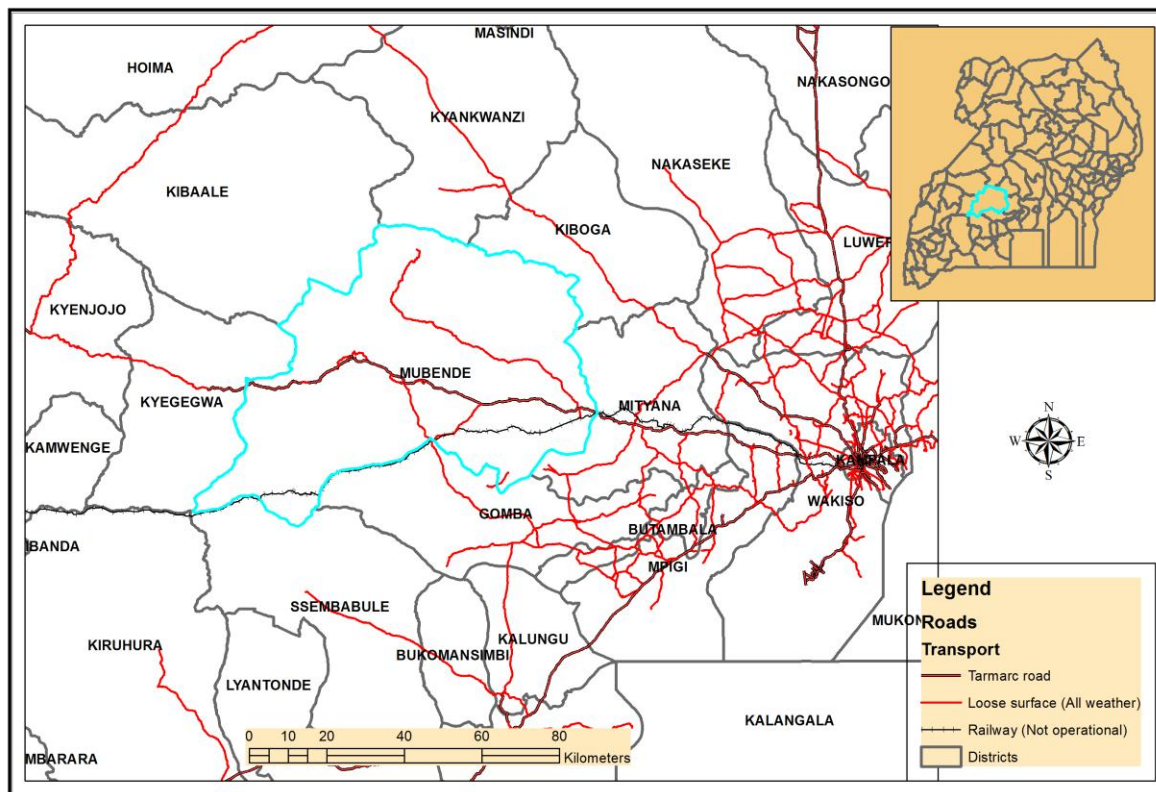 MASINDI
HOIMA
NAKASONGO
KYANKWANZI
NAKASEKE
KIBAALE
KIBOGA
LUWER
KYENJOJO
MUBENDE
KYEGEGWA
MITYANA
KAMWENGE
KAMPALA
WAKISO
GOMBA
BUTAMBALA
IBANDA
MPIGI
SSEMBABULE
KALUNGU
KIRUHURA
BUKOMANSIMBI
LYANTONDE
MUKON
KALANGALA
MBARARA
N
W E
S
Legend
Roads
Transport
Tarmarc road
Loose surface (All weather)
Railway (Not operational)
Districts
0 10 20 40 60 80
Kilometers